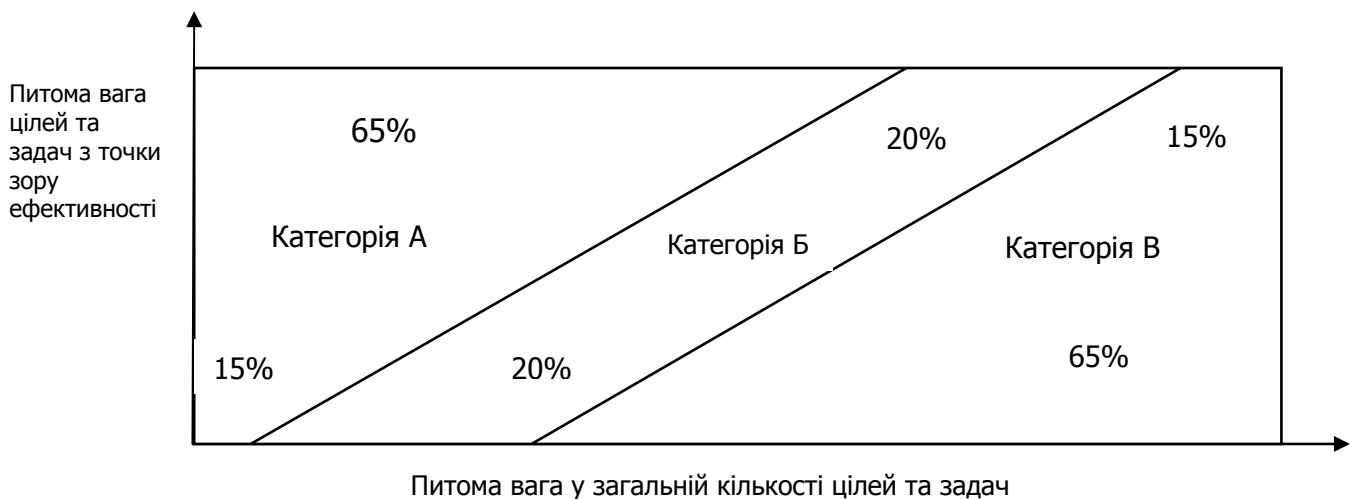 Питома вага
цілей та
задач з точки
зору
ефективності
65%
20%
15%
Категорія А
Категорія Б
Категорія В
15%
20%
65%
Питома вага у загальній кількості цілей та задач